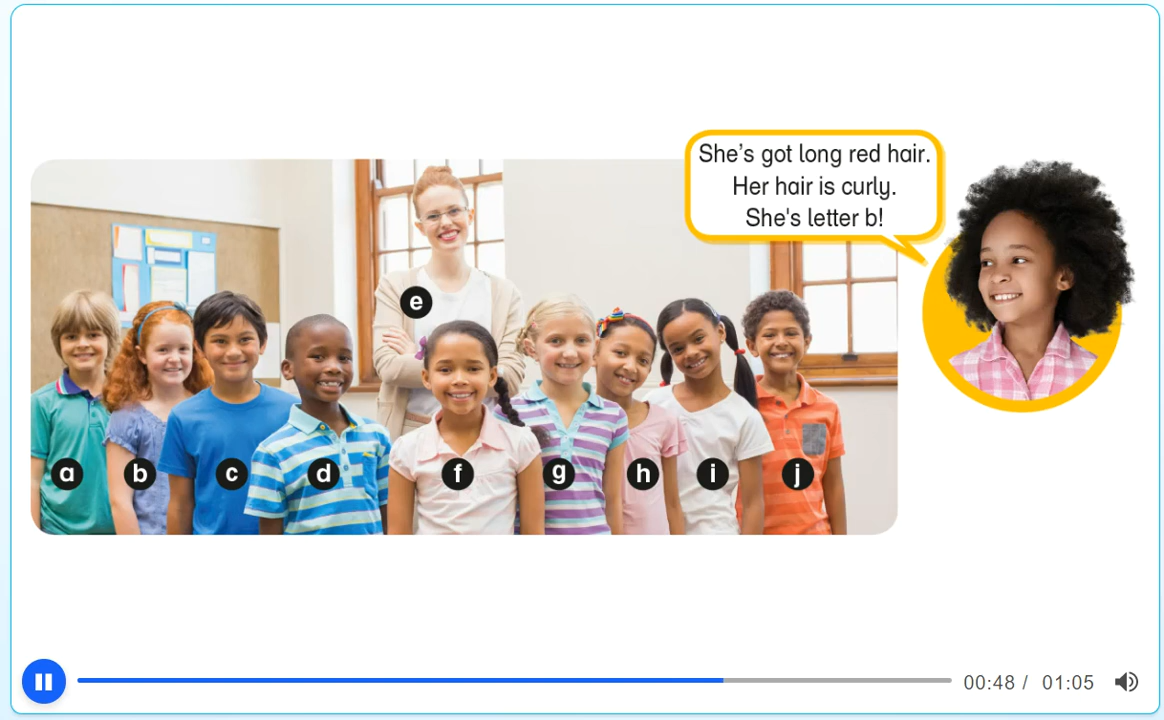 She's got long red hair.
Her hair is curly.
She's letter b!
e
a
b
c
d
f
g
h
i
j
00:48 / 01:05